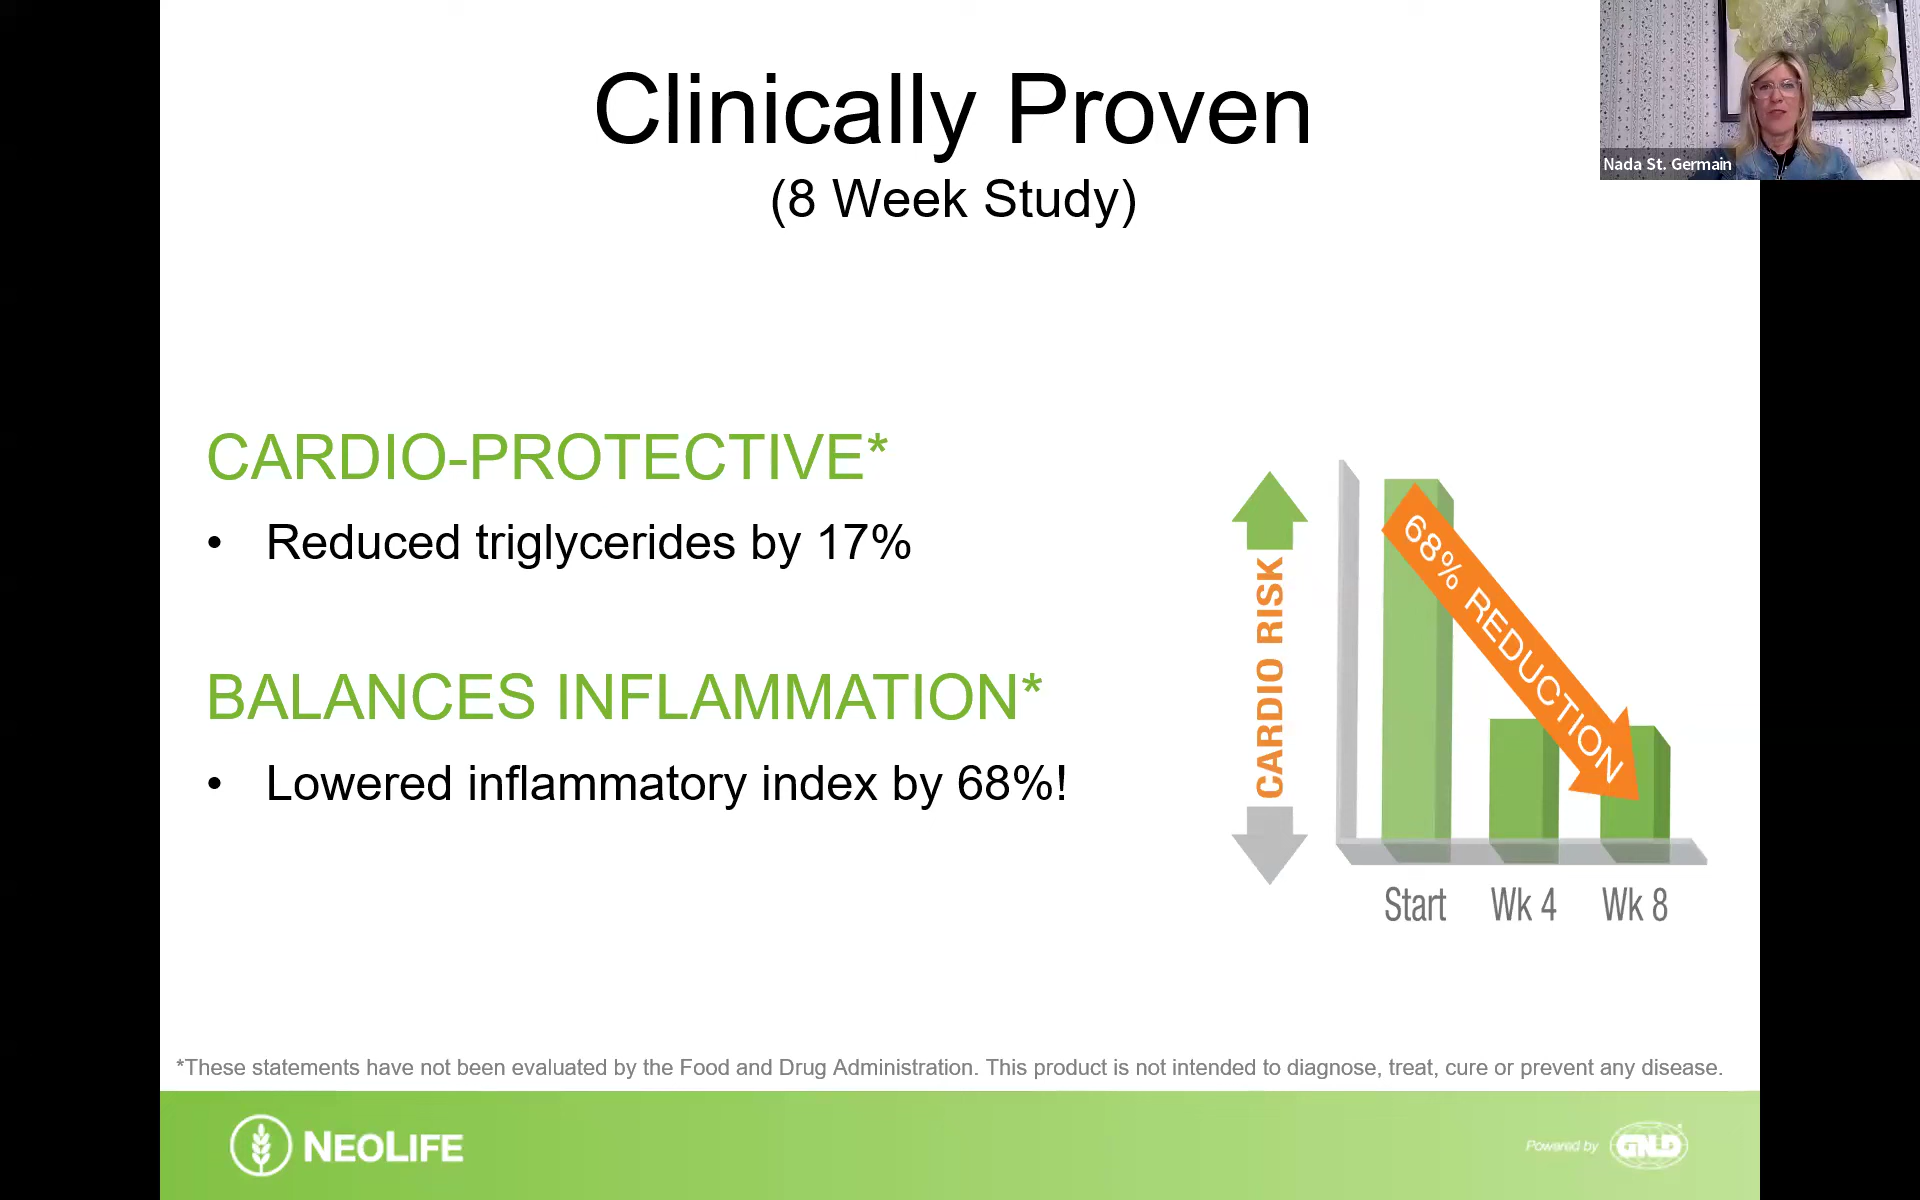 Clinically Proven
(8 Week Study)
Nada St. Germain
CARDIO-PROTECTIVE*
• Reduced triglycerides by 17%
BALANCES INFLAMMATION*
• Lowered inflammatory index by 68%!
CARDIO RISK
68% REDUCTION
Start Wk 4 Wk 8
*These statements have not been evaluated by the Food and Drug Administration. This product is not intended to diagnose, treat, cure or prevent any disease.
NEOLIFE
Powered by GNLD